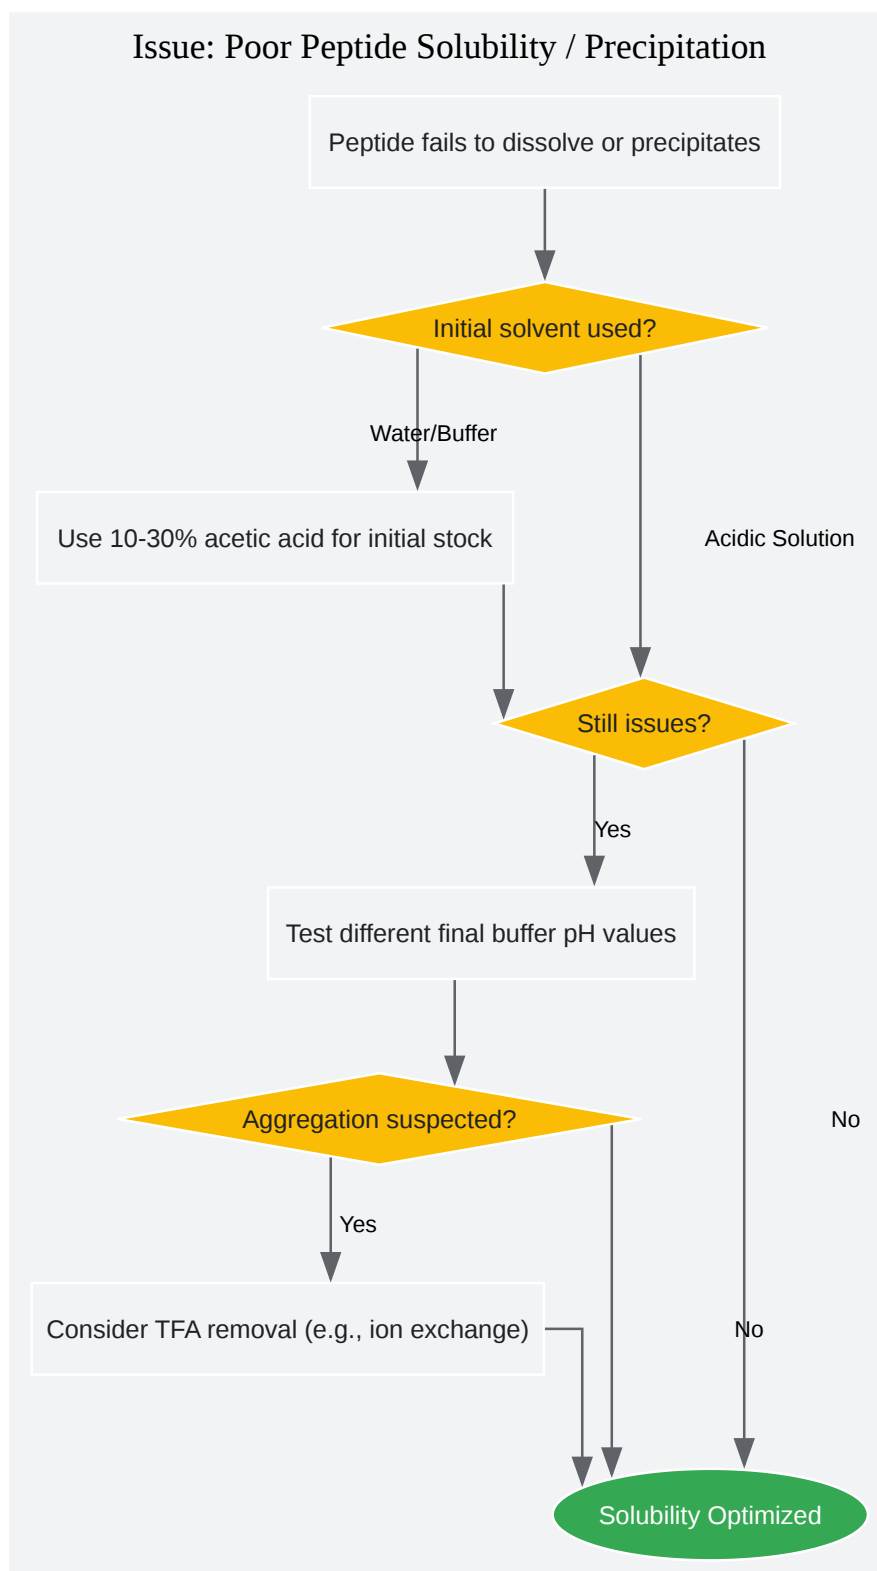 Issue: Poor Peptide Solubility / Precipitation
Peptide fails to dissolve or precipitates
Initial solvent used?
Water/Buffer
Use 10-30% acetic acid for initial stock
Acidic Solution
Still issues?
Yes
Test different final buffer pH values
Aggregation suspected?
No
Yes
Consider TFA removal (e.g., ion exchange)
No
Solubility Optimized